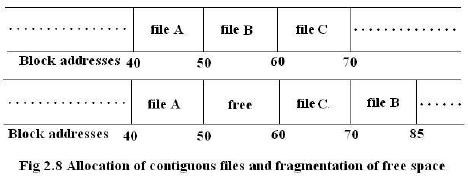 file A file B file C
Block addresses 40 50 60 70
file A free file C. file B
Block addresses 40 50 60 70 85
Fig 2.8 Allocation of contiguous files and fragmentation of free space